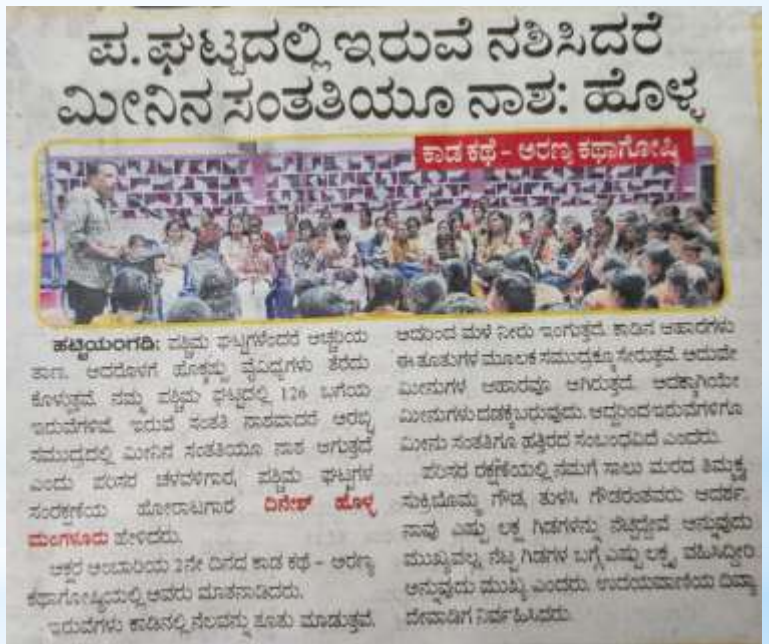 ಪ.ಘಟ್ಟದಲ್ಲಿ ಇರುವೆ ನಶಿಸಿದರೆ
ಮೀನಿನ ಸಂತತಿಯೂ ನಾಶ: ಹೊಳ್ಳ
ಕಾಡ ಕಥೆ - ಅರಣ್ಯ ಕಥಾಗೋಷ್ಠಿ
ಹಟ್ಟಿಯಂಗಡಿ: ಪಶ್ಚಿಮ ಘಟ್ಟಗಳೆಂದರೆ ಅಚ್ಚರಿಯ
ತಾಣ. ಅದರೊಳಗೆ ಹೊಕ್ಕಷ್ಟು ವೈವಿಧ್ಯಗಳು ತೆರೆದು
ಕೊಳ್ಳುತ್ತವೆ. ನಮ್ಮ ಪಶ್ಚಿಮ ಘಟ್ಟದಲ್ಲಿ 126 ಬಗೆಯ
ಇರುವೆಗಳಿವೆ. ಇರುವೆ ಸಂತತಿ ನಾಶವಾದರೆ ಅರಬ್ಬಿ
ಸಮುದ್ರದಲ್ಲಿ ಮೀನಿನ ಸಂತತಿಯೂ ನಾಶ ಆಗುತ್ತದೆ
ಎಂದು ಪರಿಸರ ಚಳವಳಿಗಾರ, ಪಶ್ಚಿಮ ಘಟ್ಟಗಳ
ಸಂರಕ್ಷಣೆಯ ಹೋರಾಟಗಾರ ದಿನೇಶ್ ಹೊಳ್ಳ
ಮಂಗಳೂರು ಹೇಳಿದರು.
ಅಕ್ಷರ ಅಂಬಾರಿಯ 2ನೇ ದಿನದ ಕಾಡ ಕಥೆ - ಅರಣ್ಯ
ಕಥಾಗೋಷ್ಠಿಯಲ್ಲಿ ಅವರು ಮಾತನಾಡಿದರು.
ಇರುವೆಗಳು ಕಾಡಿನಲ್ಲಿ ನೆಲವನ್ನು ತೂತು ಮಾಡುತ್ತವೆ.
ಅದರಿಂದ ಮಳೆ ನೀರು ಇಂಗುತ್ತದೆ. ಕಾಡಿನ ಆಹಾರಗಳು
ಈ ತೂತುಗಳ ಮೂಲಕ ಸಮುದ್ರಕ್ಕೂ ಸೇರುತ್ತವೆ. ಅದುವೇ
ಮೀನುಗಳ ಆಹಾರವೂ ಆಗಿರುತ್ತದೆ. ಅದಕ್ಕಾಗಿಯೇ
ಮೀನುಗಳು ದಡಕ್ಕೆ ಬರುವುದು. ಆದ್ದರಿಂದ ಇರುವೆಗಳಿಗೂ
ಮೀನು ಸಂತತಿಗೂ ಹತ್ತಿರದ ಸಂಬಂಧವಿದೆ ಎಂದರು.
ಪರಿಸರ ರಕ್ಷಣೆಯಲ್ಲಿ ನಮಗೆ ಸಾಲು ಮರದ ತಿಮ್ಮಕ್ಕ
ಸುಕ್ರಿಬೊಮ್ಮ ಗೌಡ, ತುಳಸಿ ಗೌಡರಂತವರು ಆದರ್ಶ.
ನಾವು ಎಷ್ಟು ಲಕ್ಷ ಗಿಡಗಳನ್ನು ನೆಟ್ಟಿದ್ದೇವೆ ಅನ್ನುವುದು
ಮುಖ್ಯವಲ್ಲ, ನೆಟ್ಟ ಗಿಡಗಳ ಬಗ್ಗೆ ಎಷ್ಟು ಲಕ್ಷ್ಯ ವಹಿಸಿದ್ದೀರಿ
ಅನ್ನುವುದು ಮುಖ್ಯ ಎಂದರು. ಉದಯವಾಣಿಯ ದಿವ್ಯಾ
ದೇವಾಡಿಗ ನಿರ್ವಹಿಸಿದರು.